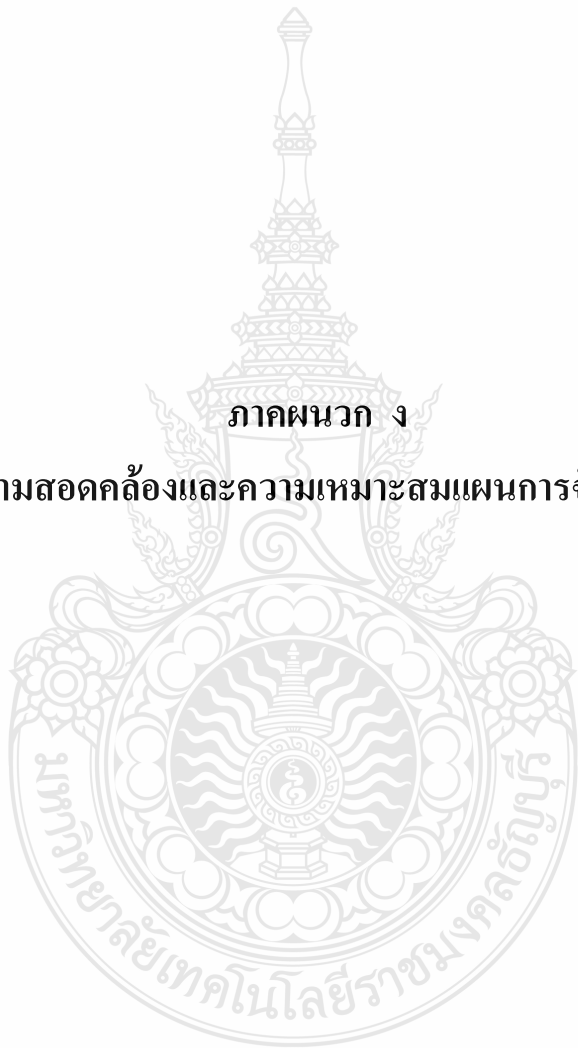 ภาคผนวก ง
ามสอดคล้องและความเหมาะสมแผนการจ
มหาวิทยาลัยเทคโนโลยีราชมงคลธัญบุรี